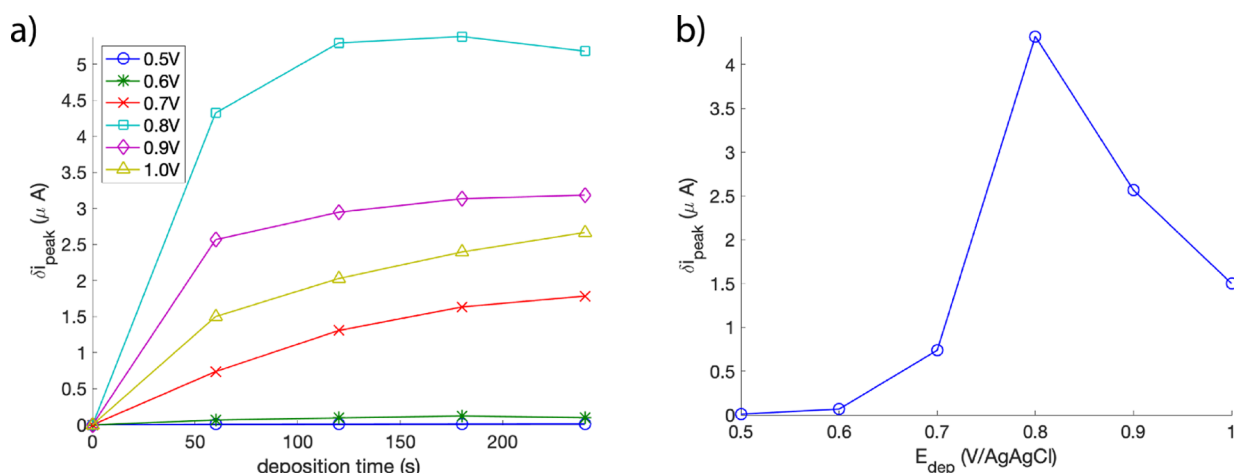 a)
δi_peak (μ A)
5
4.5
4
3.5
3
2.5
2
1.5
1
0.5
0
0.5V
0.6V
0.7V
0.8V
0.9V
1.0V
0 50 100 150 200
deposition time (s)
b)
δi_peak (μ A)
4
3.5
3
2.5
2
1.5
1
0.5
0
0.5 0.6 0.7 0.8 0.9 1
E_dep (V/AgAgCl)